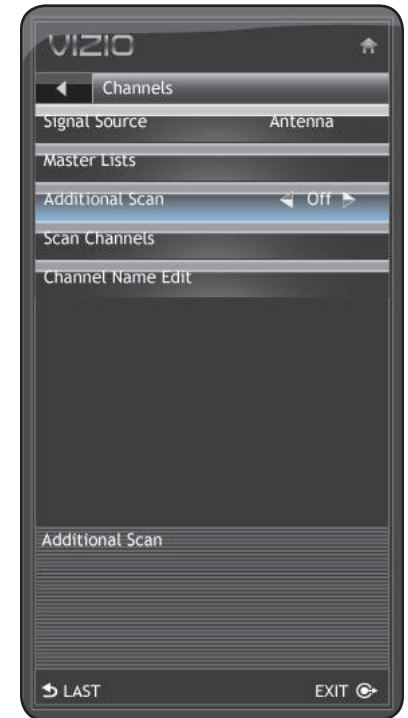 VIZIO
Channels
Signal Source Antenna
Master Lists
Additional Scan Off
Scan Channels
Channel Name Edit
Additional Scan
LAST EXIT